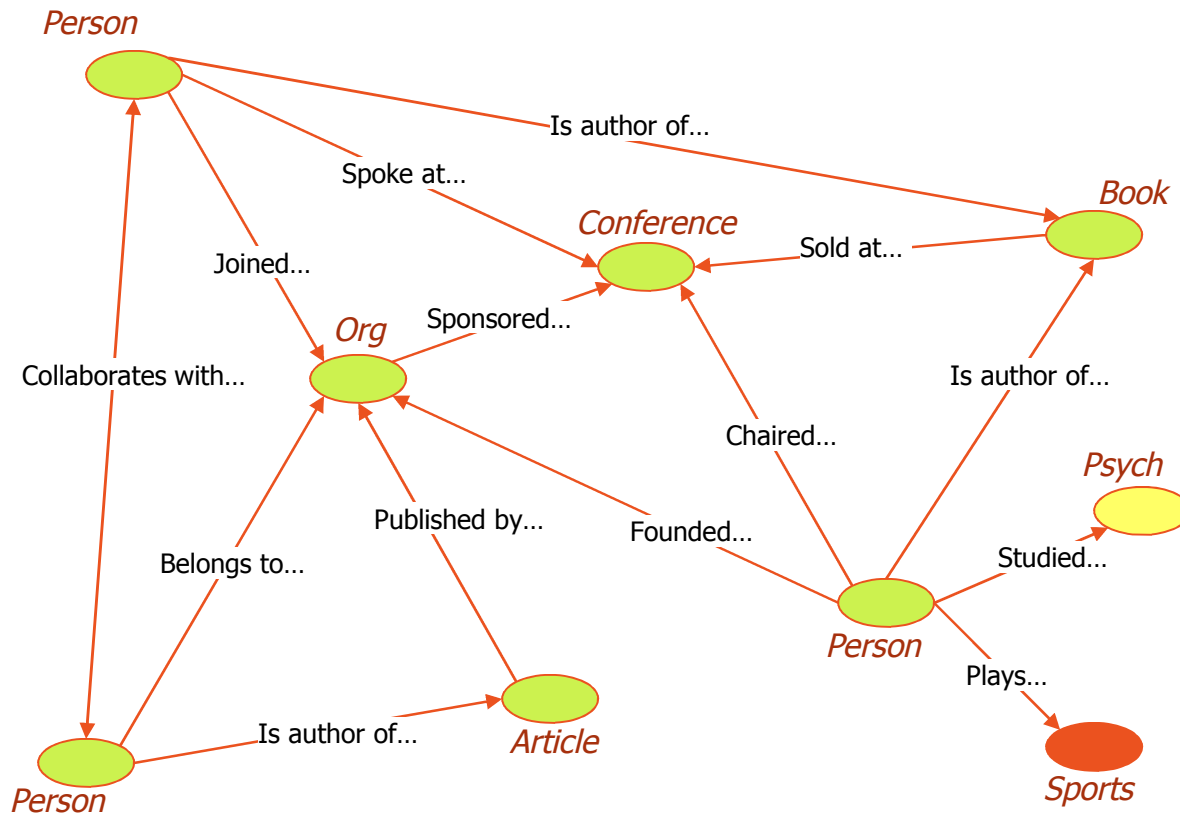 Person
Is author of…
Spoke at…
Book
Conference
Sold at…
Joined…
Org
Sponsored…
Collaborates with…
Is author of…
Chaired…
Psych
Published by…
Founded…
Belongs to…
Studied…
Person
Plays…
Is author of…
Article
Sports
Person